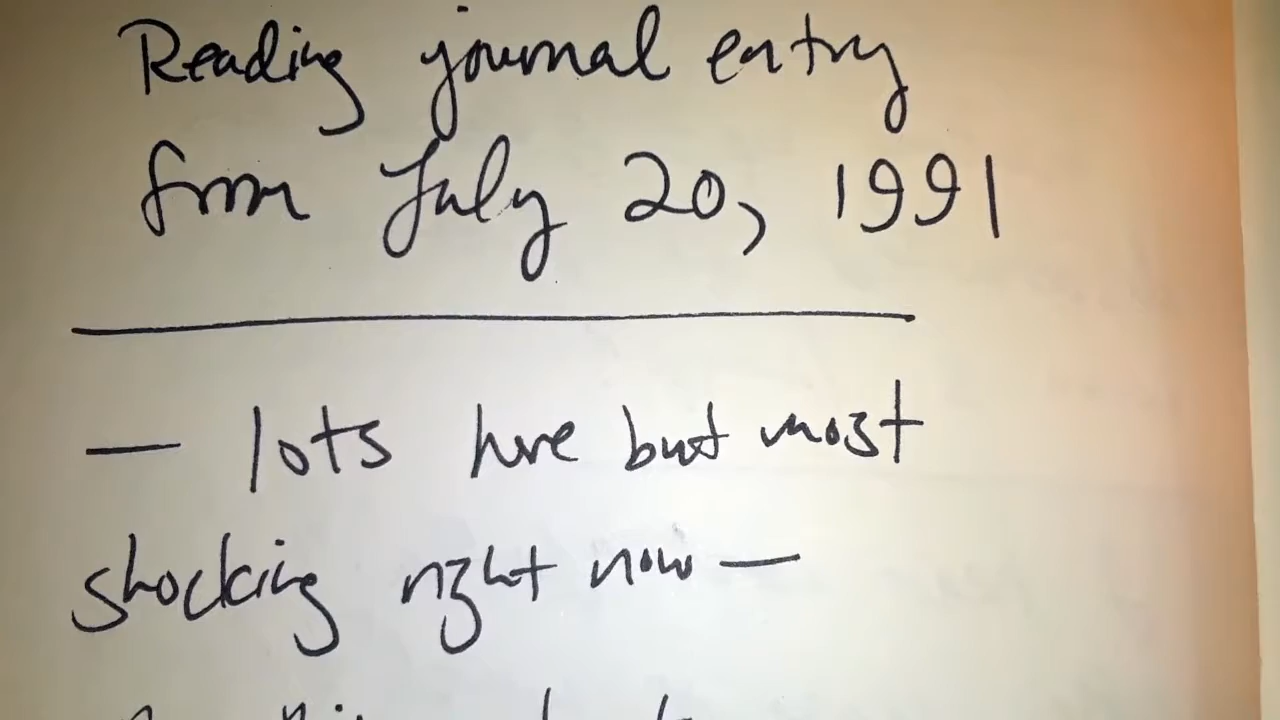 Reading journal entry
from July 20, 1991
— lots here but most
shocking right now —